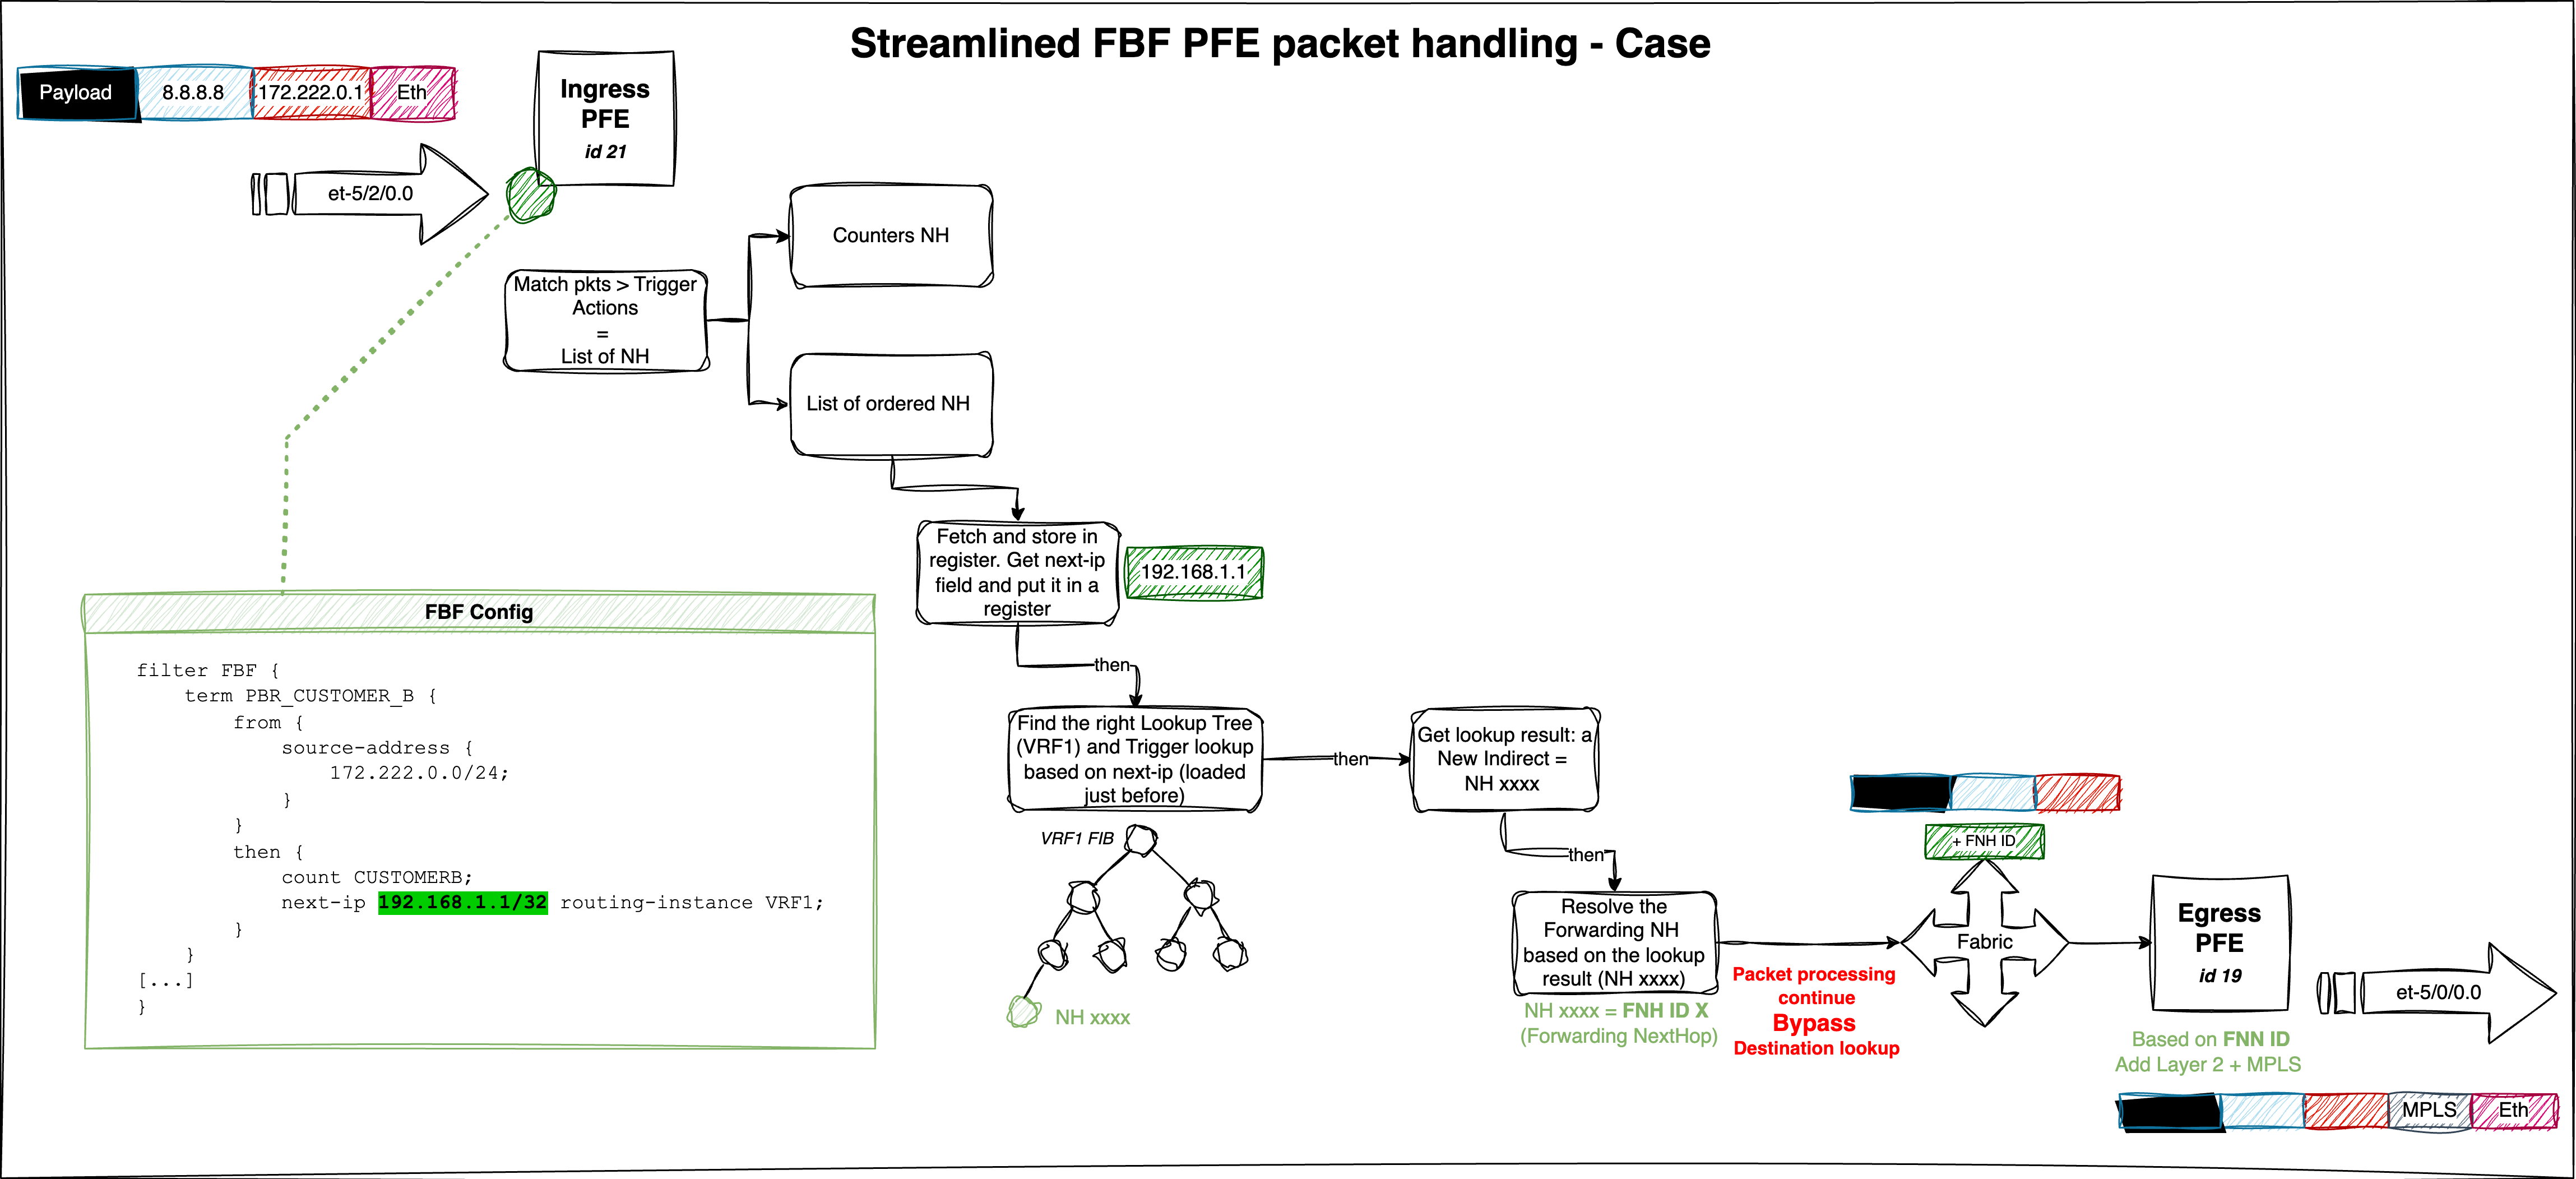 Streamlined FBF PFE packet handling - Case
Payload
8.8.8.8
172.222.0.1
Eth
Ingress
PFE
id 21
et-5/2/0.0
Counters NH
Match pkts > Trigger
Actions
=
List of NH
List of ordered NH
Fetch and store in
register. Get next-ip
field and put it in a
register
192.168.1.1
then
FBF Config
filter FBF {
    term PBR_CUSTOMER_B {
        from {
            source-address {
                172.222.0.0/24;
            }
        }
        then {
            count CUSTOMERB;
            next-ip 192.168.1.1/32 routing-instance VRF1;
        }
    }
[...]
}
Find the right Lookup Tree
(VRF1) and Trigger lookup
based on next-ip (loaded
just before)
then
Get lookup result: a
New Indirect =
NH xxxx
VRF1 FIB
NH xxxx
then
Resolve the
Forwarding NH
based on the lookup
result (NH xxxx)
NH xxxx = FNH ID X
(Forwarding NextHop)
Packet processing
continue
Bypass
Destination lookup
+ FNH ID
Fabric
Egress
PFE
id 19
et-5/0/0.0
Based on FNN ID
Add Layer 2 + MPLS
MPLS
Eth